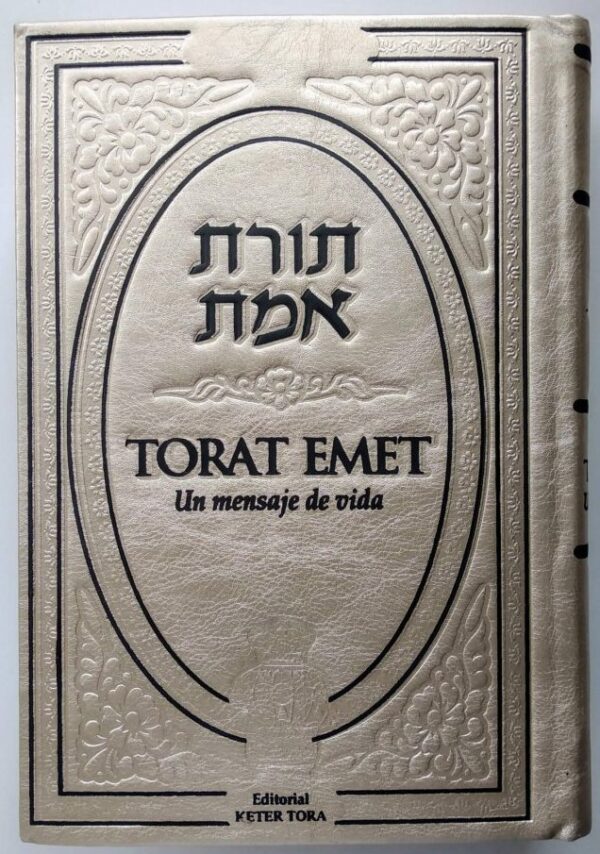 תורת
אמת
TORAT EMET
Un mensaje de vida
Editorial
KETER TORA